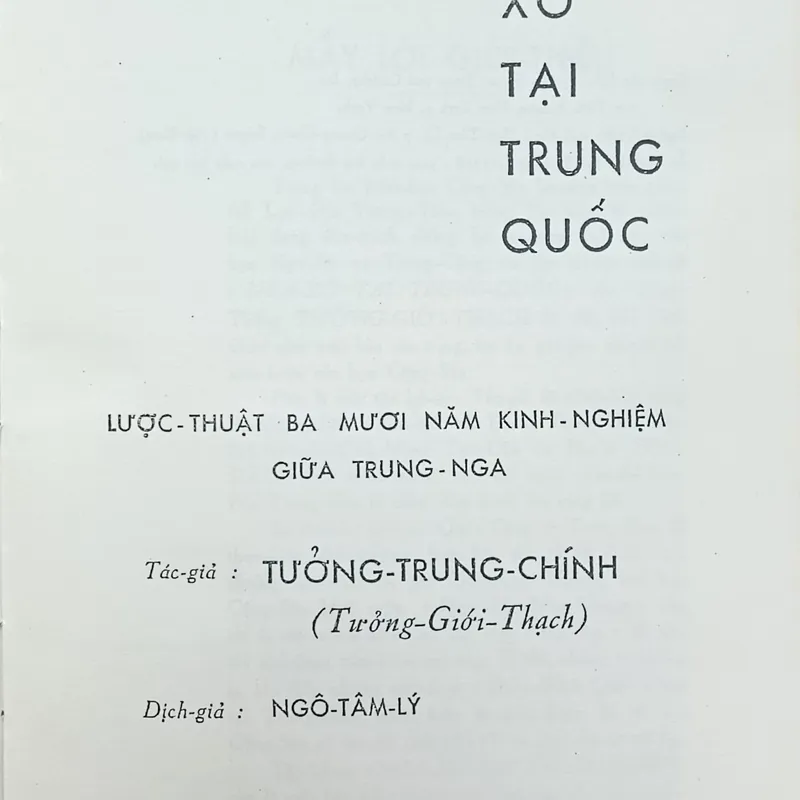 XÔ
TẠI
TRUNG
QUỐC
LƯỢC-THUẬT BA MƯƠI NĂM KINH-NGHIỆM
GIỮA TRUNG-NGA
Tác-giả : TƯỞNG-TRUNG-CHÍNH
(Tưởng-Giới-Thạch)
Dịch-giả : NGÔ-TÂM-LÝ